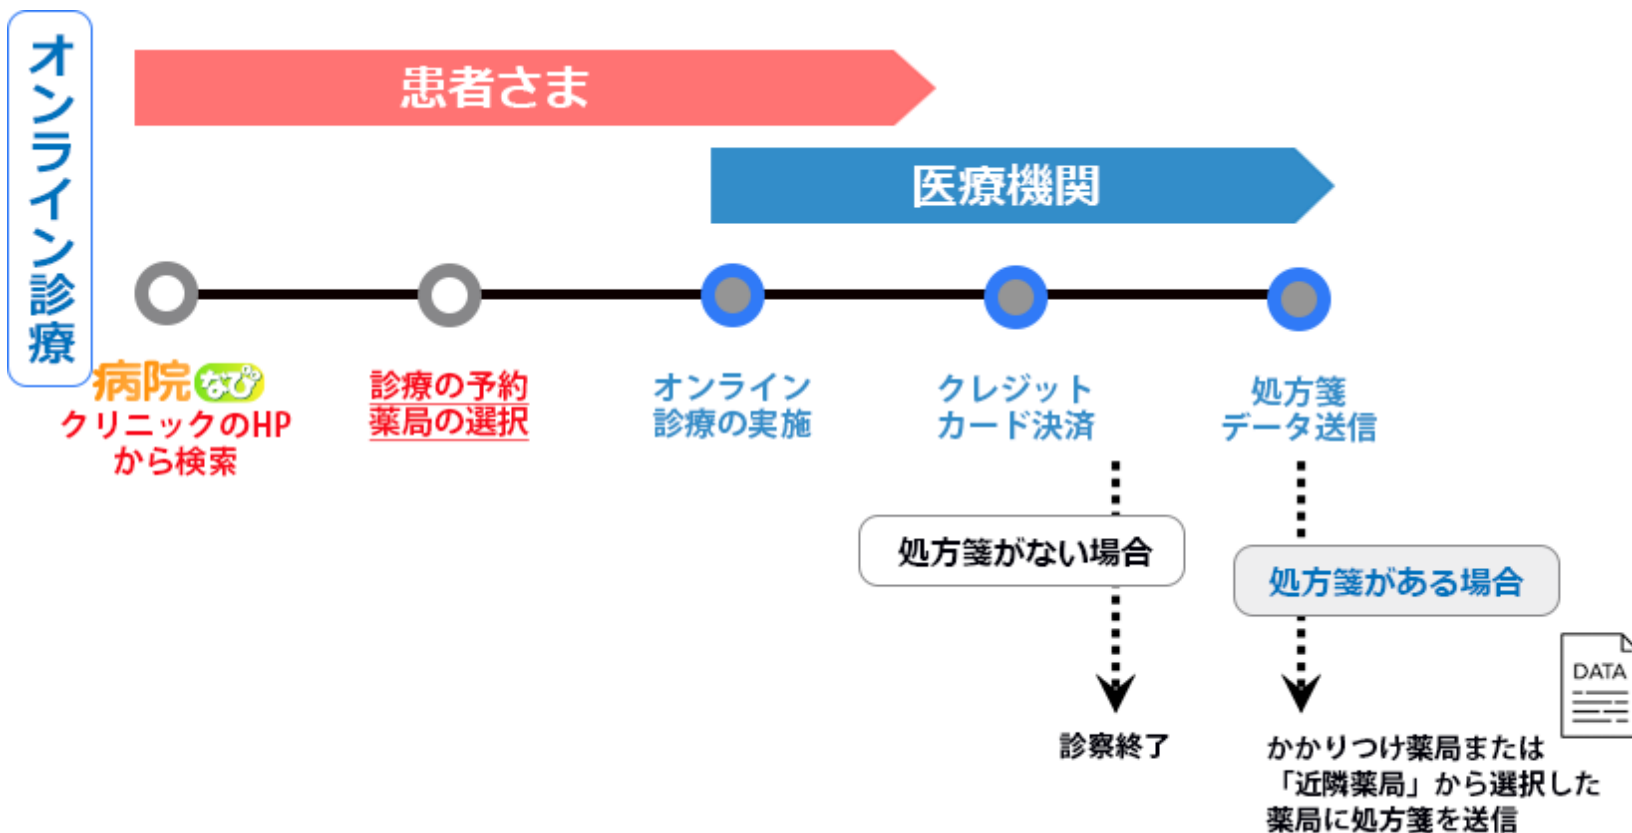 オンライン診療
患者さま
医療機関
病院なび
クリニックのHP
から検索
診療の予約
薬局の選択
オンライン
診療の実施
クレジット
カード決済
処方箋
データ送信
処方箋がない場合
処方箋がある場合
DATA
診察終了
かかりつけ薬局または
「近隣薬局」から選択した
薬局に処方箋を送信